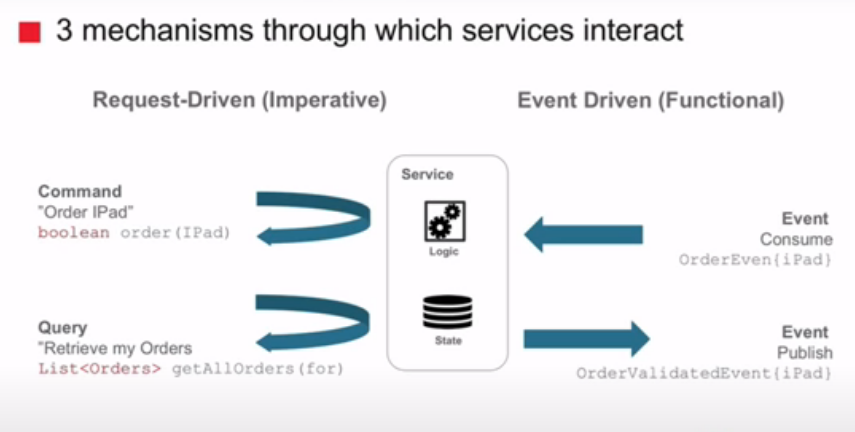 3 mechanisms through which services interact
Request-Driven (Imperative)
Event Driven (Functional)
Command
"Order IPad"
boolean order(IPad)
Query
"Retrieve my Orders
List<Orders> getAllOrders(for)
Service
Logic
State
Event
Consume
OrderEven{iPad}
Event
Publish
OrderValidatedEvent{iPad}